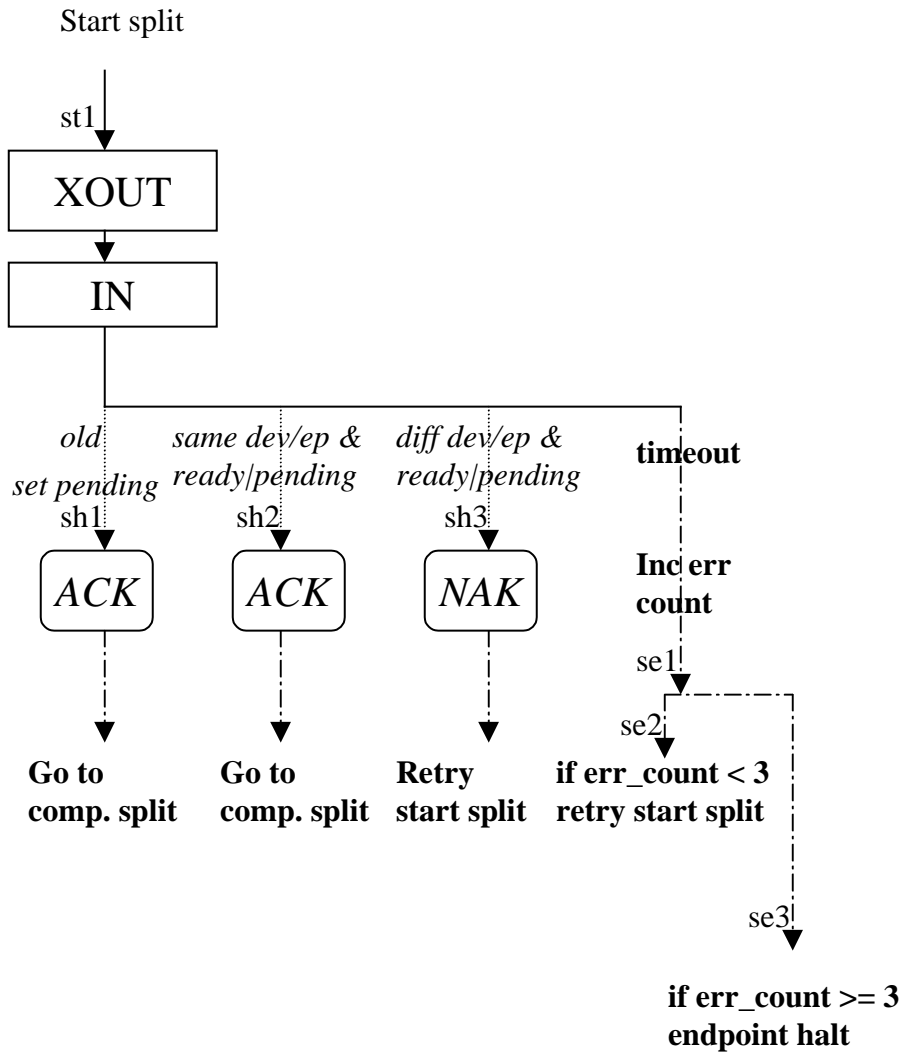 Start split
st1
XOUT
IN
old
set pending
sh1
ACK
Go to
comp. split
same dev/ep &
ready|pending
sh2
ACK
Go to
comp. split
diff dev/ep &
ready|pending
sh3
NAK
Retry
start split
timeout
Inc err
count
se1
se2
if err_count < 3
retry start split
se3
if err_count >= 3
endpoint halt